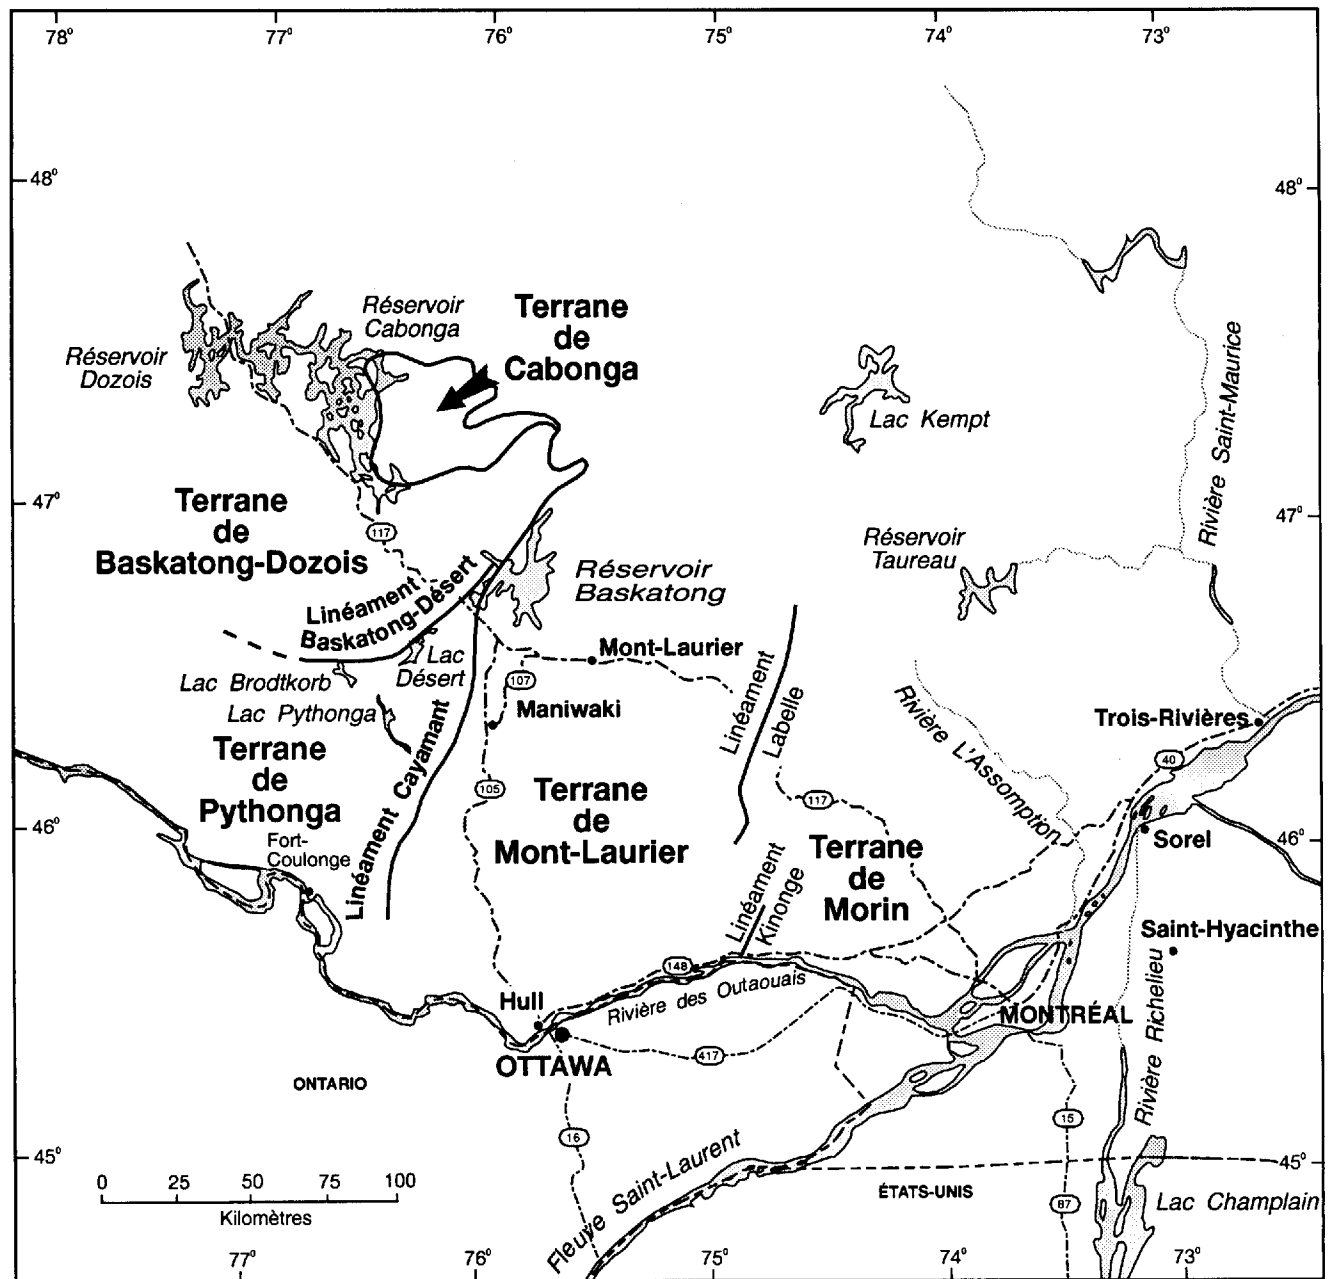 78°
77°
76°
75°
74°
73°
48°
48°
Réservoir
Cabonga
Terrane
de
Cabonga
Réservoir
Dozois
Lac Kempt
Rivière Saint-Maurice
47°
47°
Terrane
de
Baskatong-Dozois
117
Réservoir
Taureau
Linéament
Baskatong-Désert
Réservoir
Baskatong
Mont-Laurier
Lac
Désert
Lac Brodtkorb
107
Linéament
Labelle
Lac Pythonga
Maniwaki
Rivière L'Assomption
Trois-Rivières
40
Terrane
de
Pythonga
Linéament Cayamant
105
Terrane
de
Mont-Laurier
117
46°
46°
Fort-
Coulonge
Sorel
Terrane
de
Morin
Linéament
Kinonge
Saint-Hyacinthe
148
Rivière des Outaouais
Hull
MONTRÉAL
Rivière Richelieu
OTTAWA
417
ONTARIO
16
15
45°
45°
Fleuve Saint-Laurent
ÉTATS-UNIS
87
Lac Champlain
0 25 50 75 100
Kilomètres
77°
76°
75°
74°
73°